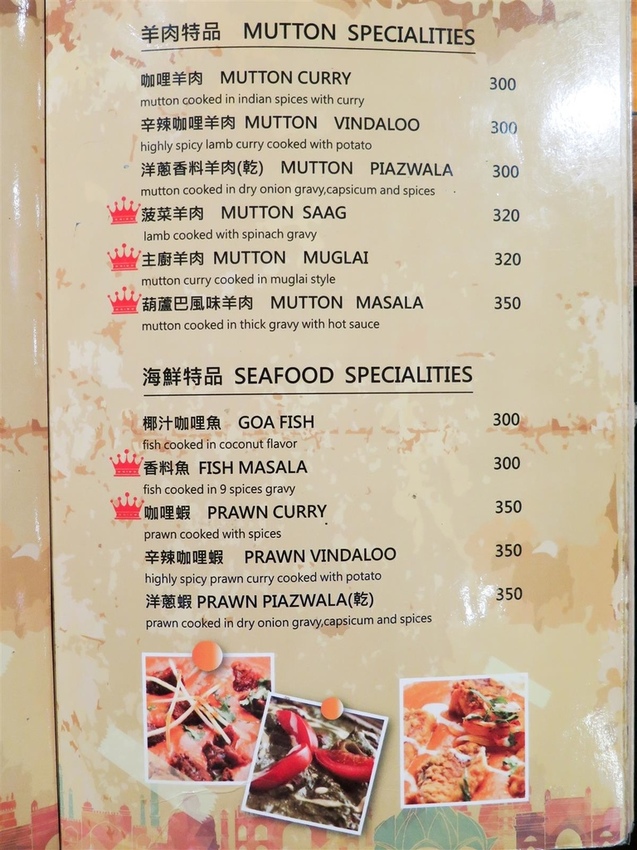 羊肉特品 MUTTON SPECIALITIES
咖哩羊肉 MUTTON CURRY 300
mutton cooked in indian spices with curry
辛辣咖哩羊肉 MUTTON VINDALOO 300
highly spicy lamb curry cooked with potato
洋蔥香料羊肉(乾) MUTTON PIAZWALA 300
mutton cooked in dry onion gravy,capsicum and spices
菠菜羊肉 MUTTON SAAG 320
lamb cooked with spinach gravy
主廚羊肉 MUTTON MUGLAI 320
mutton curry cooked in muglai style
葫蘆巴風味羊肉 MUTTON MASALA 350
mutton cooked in thick gravy with hot sauce
海鮮特品 SEAFOOD SPECIALITIES
椰汁咖哩魚 GOA FISH 300
fish cooked in coconut flavor
香料魚 FISH MASALA 300
fish cooked in 9 spices gravy
咖哩蝦 PRAWN CURRY 350
prawn cooked with spices
辛辣咖哩蝦 PRAWN VINDALOO 350
highly spicy prawn curry cooked with potato
洋蔥蝦 PRAWN PIAZWALA(乾) 350
prawn cooked in dry onion gravy,capsicum and spices